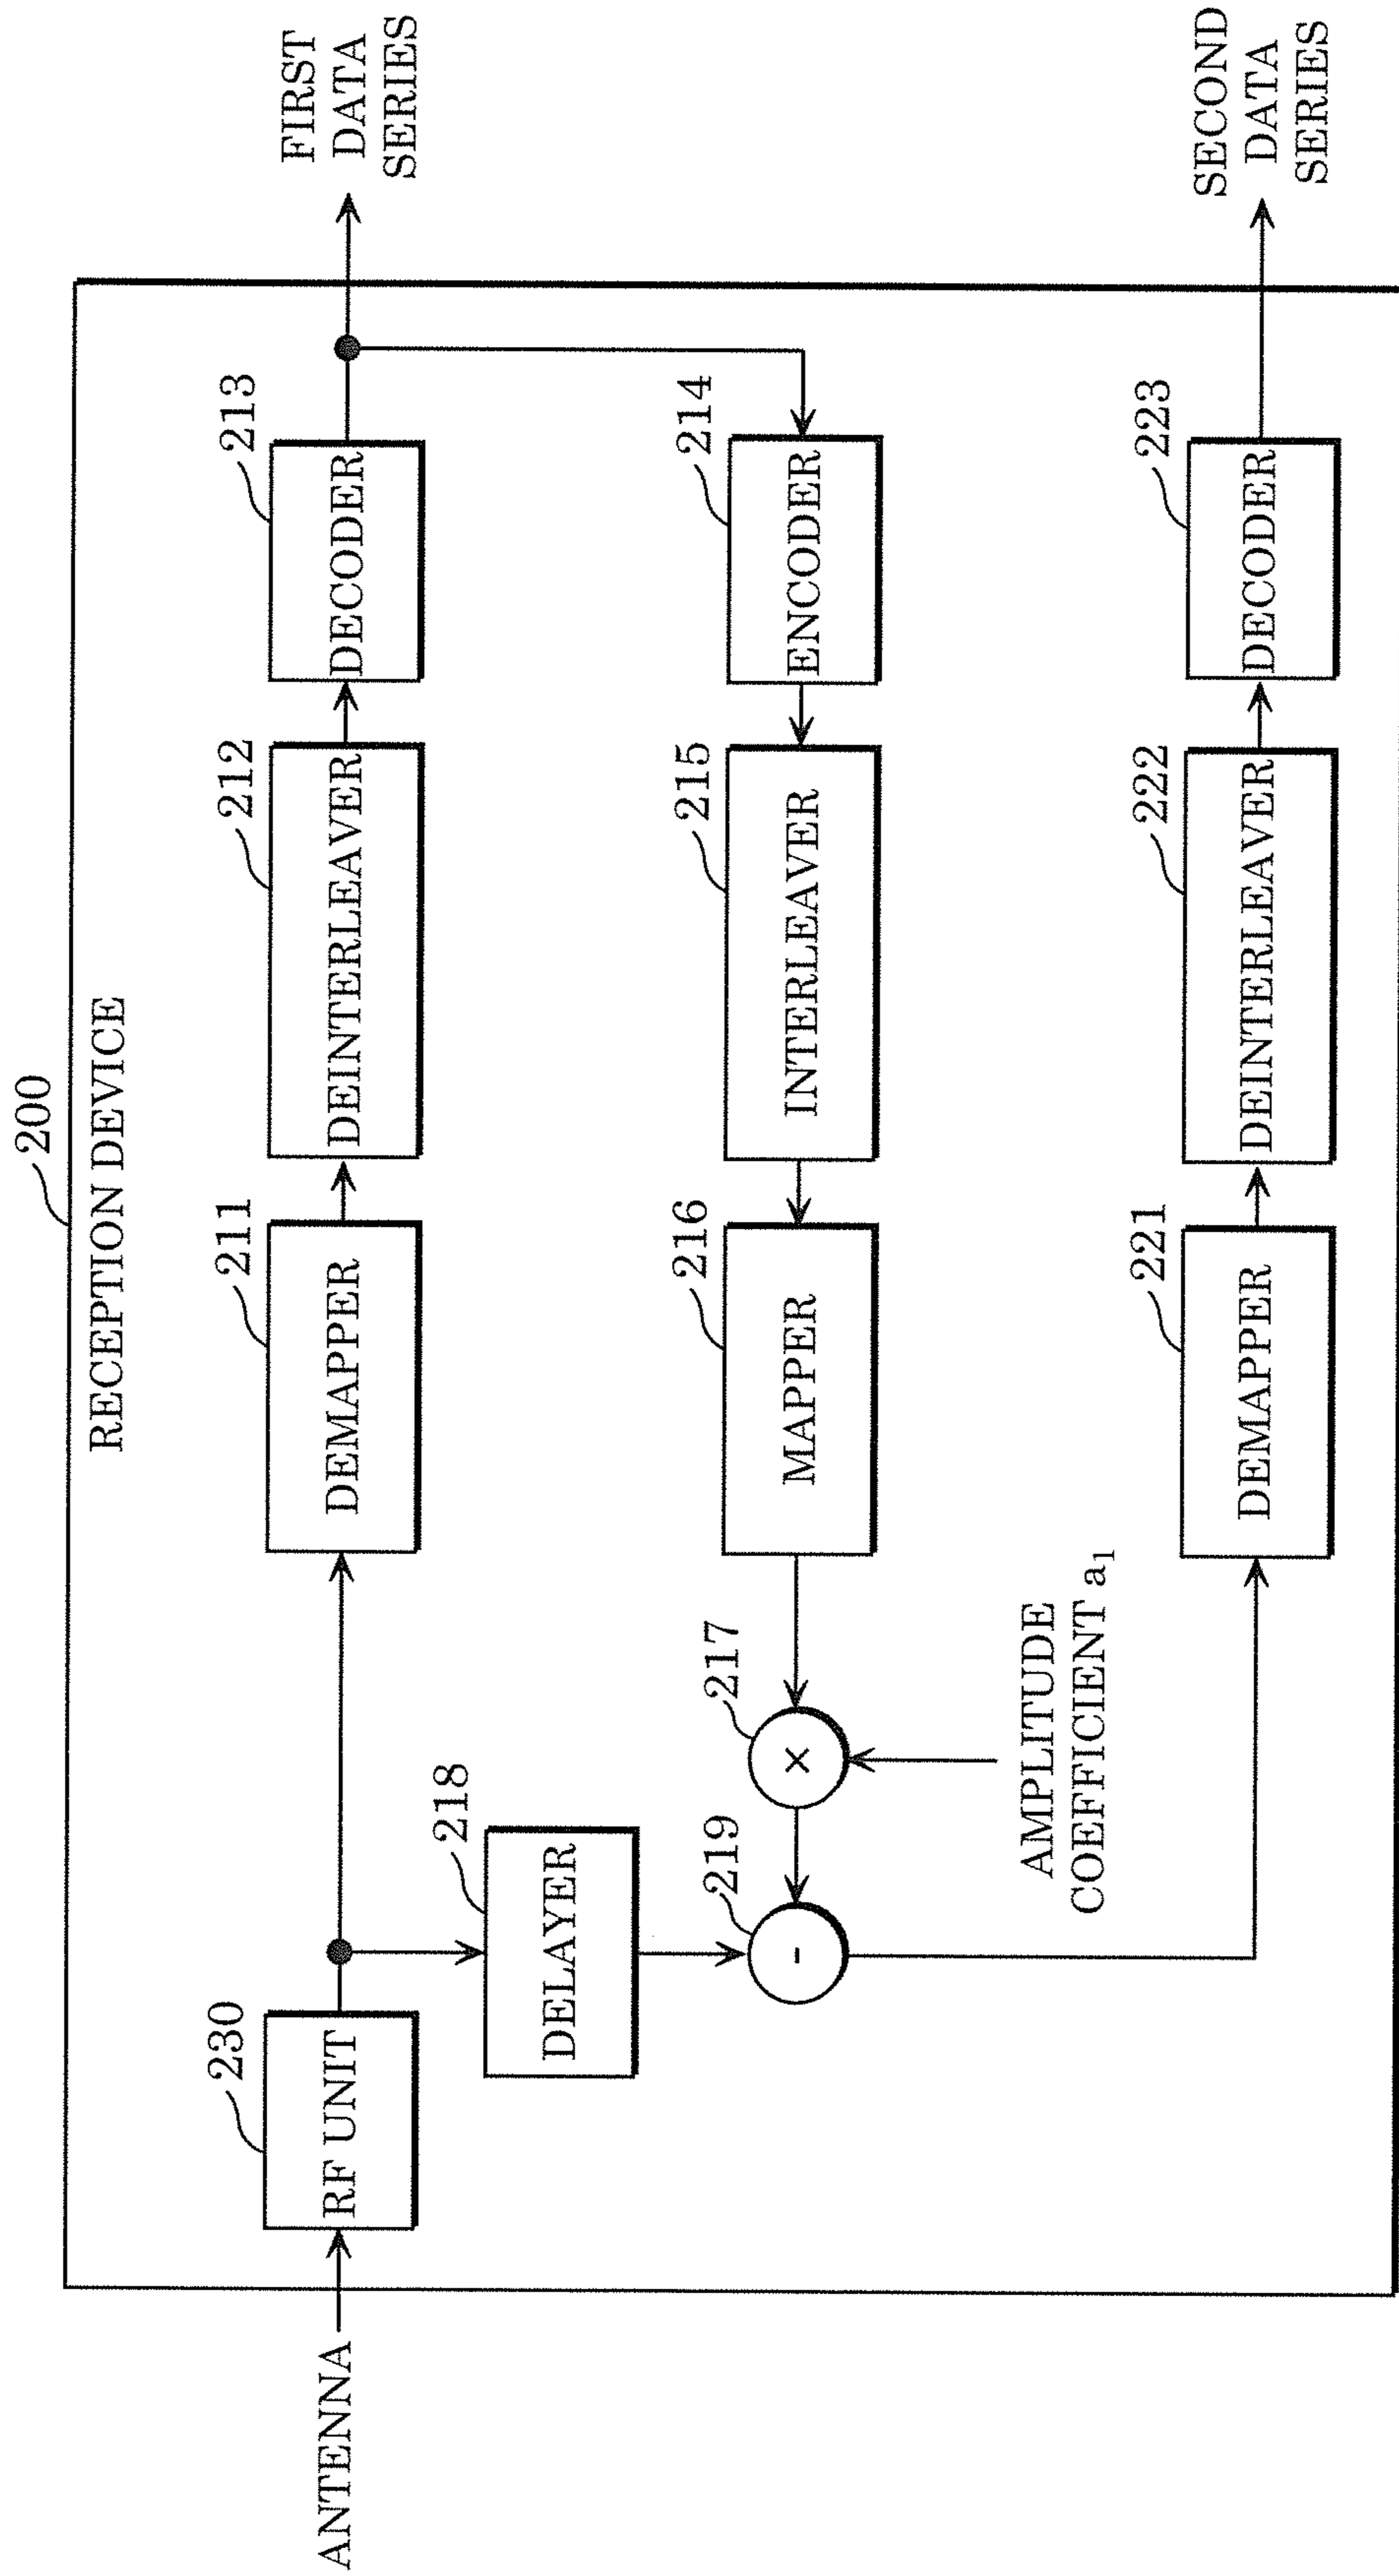 200
RECEPTION DEVICE
ANTENNA
230
RF UNIT
211
DEMAPPER
212
DEINTERLEAVER
213
DECODER
FIRST
DATA
SERIES
218
DELAYER
219
-
217
×
216
MAPPER
215
INTERLEAVER
214
ENCODER
AMPLITUDE
COEFFICIENT a₁
221
DEMAPPER
222
DEINTERLEAVER
223
DECODER
SECOND
DATA
SERIES